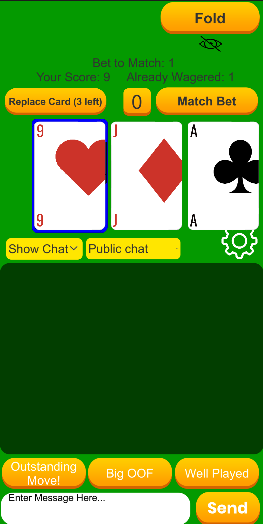 Fold
Bet to Match: 1
Your Score: 9 Already Wagered: 1
Replace Card (3 left) 0 Match Bet
9 J A
9 J A
Show Chat Public chat
Outstanding
Move! Big OOF Well Played
Enter Message Here...
Send